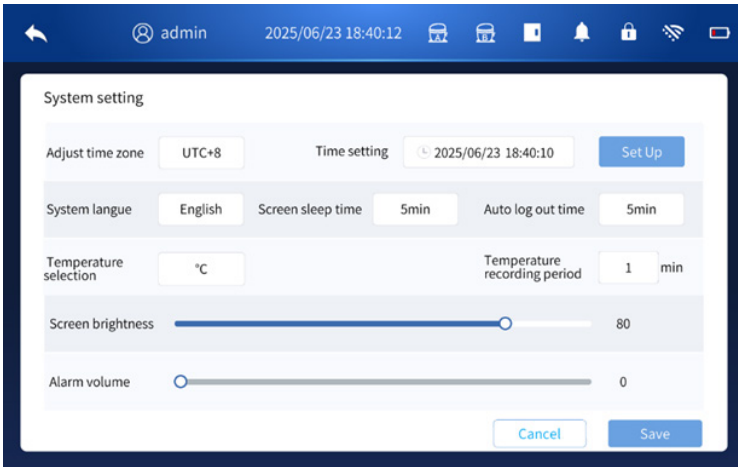 admin 2025/06/23 18:40:12 A2 B2
System setting
Adjust time zone UTC+8 Time setting 2025/06/23 18:40:10 Set Up
System langue English Screen sleep time 5min Auto log out time 5min
Temperature
selection
°C
Temperature
recording period
1 min
Screen brightness 80
Alarm volume 0
Cancel Save